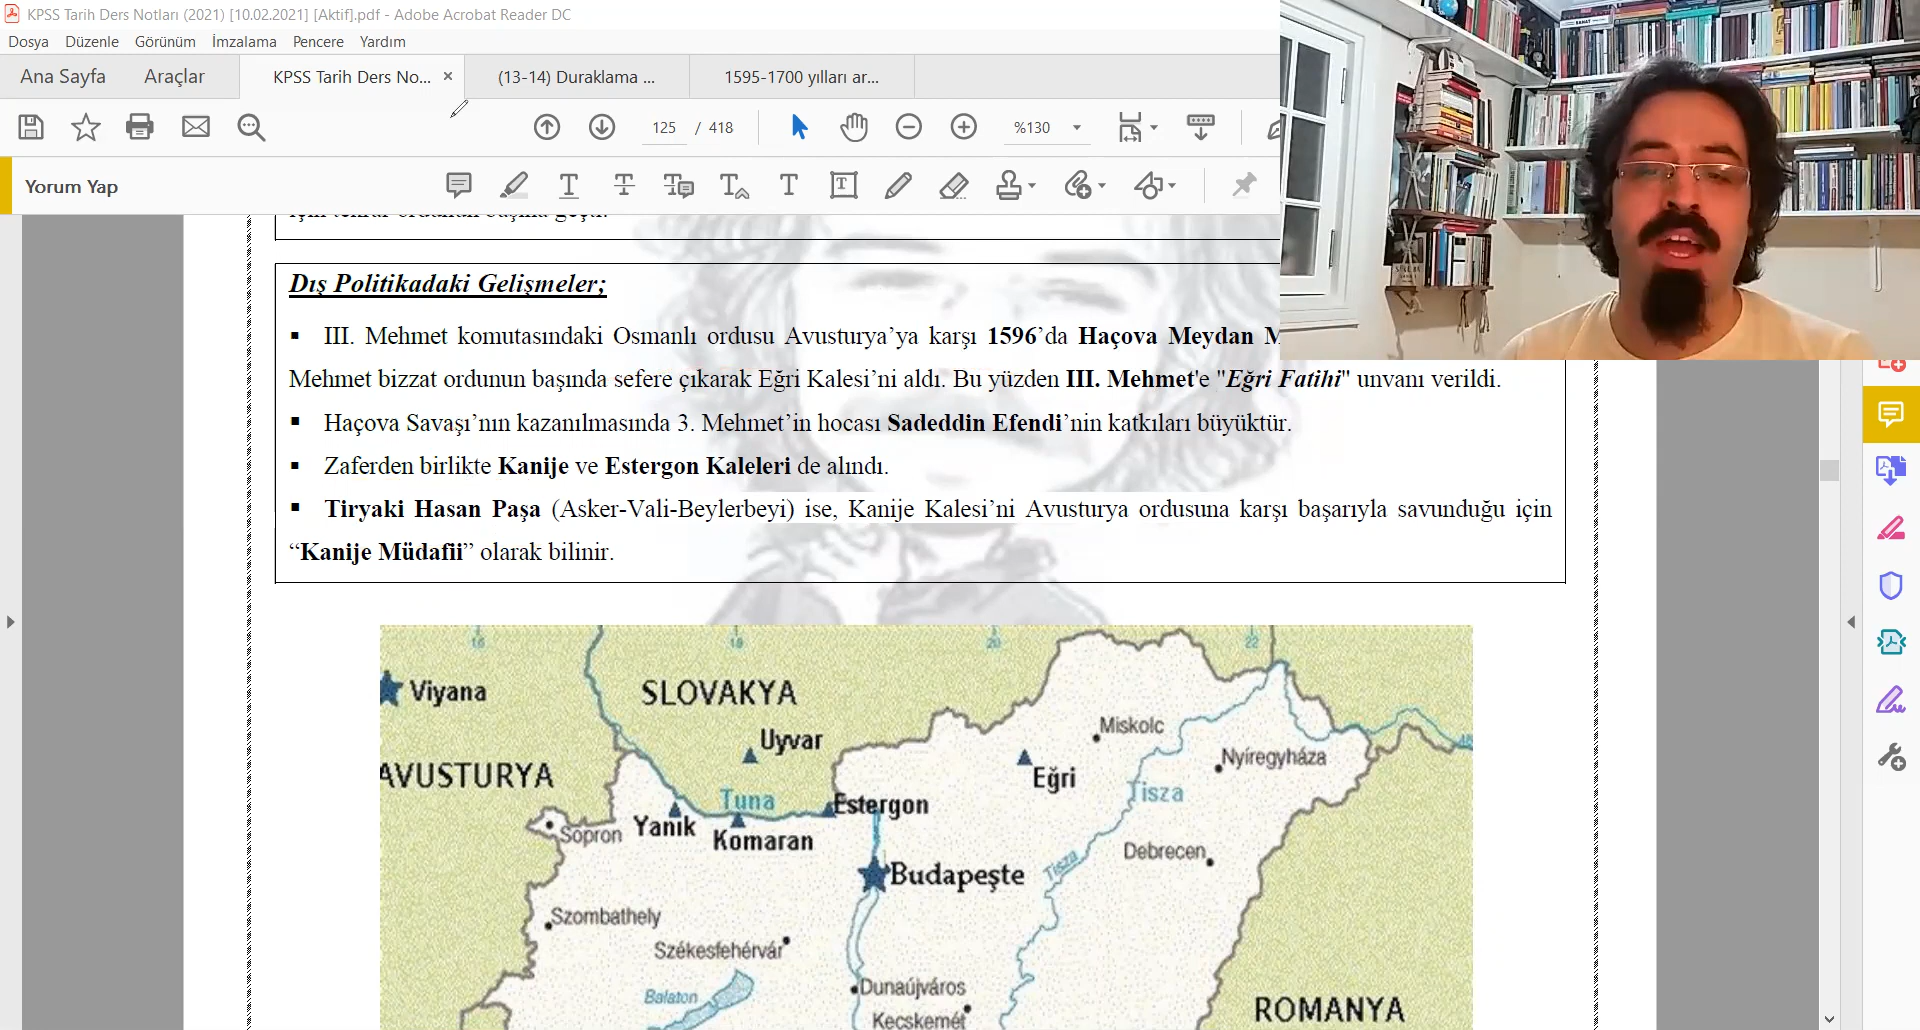 KPSS Tarih Ders Notları (2021) [10.02.2021] [Aktif].pdf - Adobe Acrobat Reader DC
Dosya Düzenle Görünüm İmzalama Pencere Yardım
Ana Sayfa Araçlar KPSS Tarih Ders No... × (13-14) Duraklama ... 1595-1700 yılları ar...
125 / 418 %130
Yorum Yap
Dış Politikadaki Gelişmeler;
▪ III. Mehmet komutasındaki Osmanlı ordusu Avusturya’ya karşı 1596’da Haçova Meydan
Mehmet bizzat ordunun başında sefere çıkarak Eğri Kalesi’ni aldı. Bu yüzden III. Mehmet'e "Eğri Fatihi" unvanı verildi.
▪ Haçova Savaşı’nın kazanılmasında 3. Mehmet’in hocası Sadeddin Efendi’nin katkıları büyüktür.
▪ Zaferden birlikte Kanije ve Estergon Kaleleri de alındı.
▪ Tiryaki Hasan Paşa (Asker-Vali-Beylerbeyi) ise, Kanije Kalesi’ni Avusturya ordusuna karşı başarıyla savunduğu için
“Kanije Müdafii” olarak bilinir.
16 18 20 22
Viyana
SLOVAKYA
Miskolc
Uyvar
Nyíregyháza
AVUSTURYA
Eğri
Tuna
Tisza
Estergon
Sopron
Yanık
Komaran
Debrecen
Tisza
Budapeşte
Szombathely
Székesfehérvár
Dunaújváros
Balaton
ROMANYA
Kecskemét